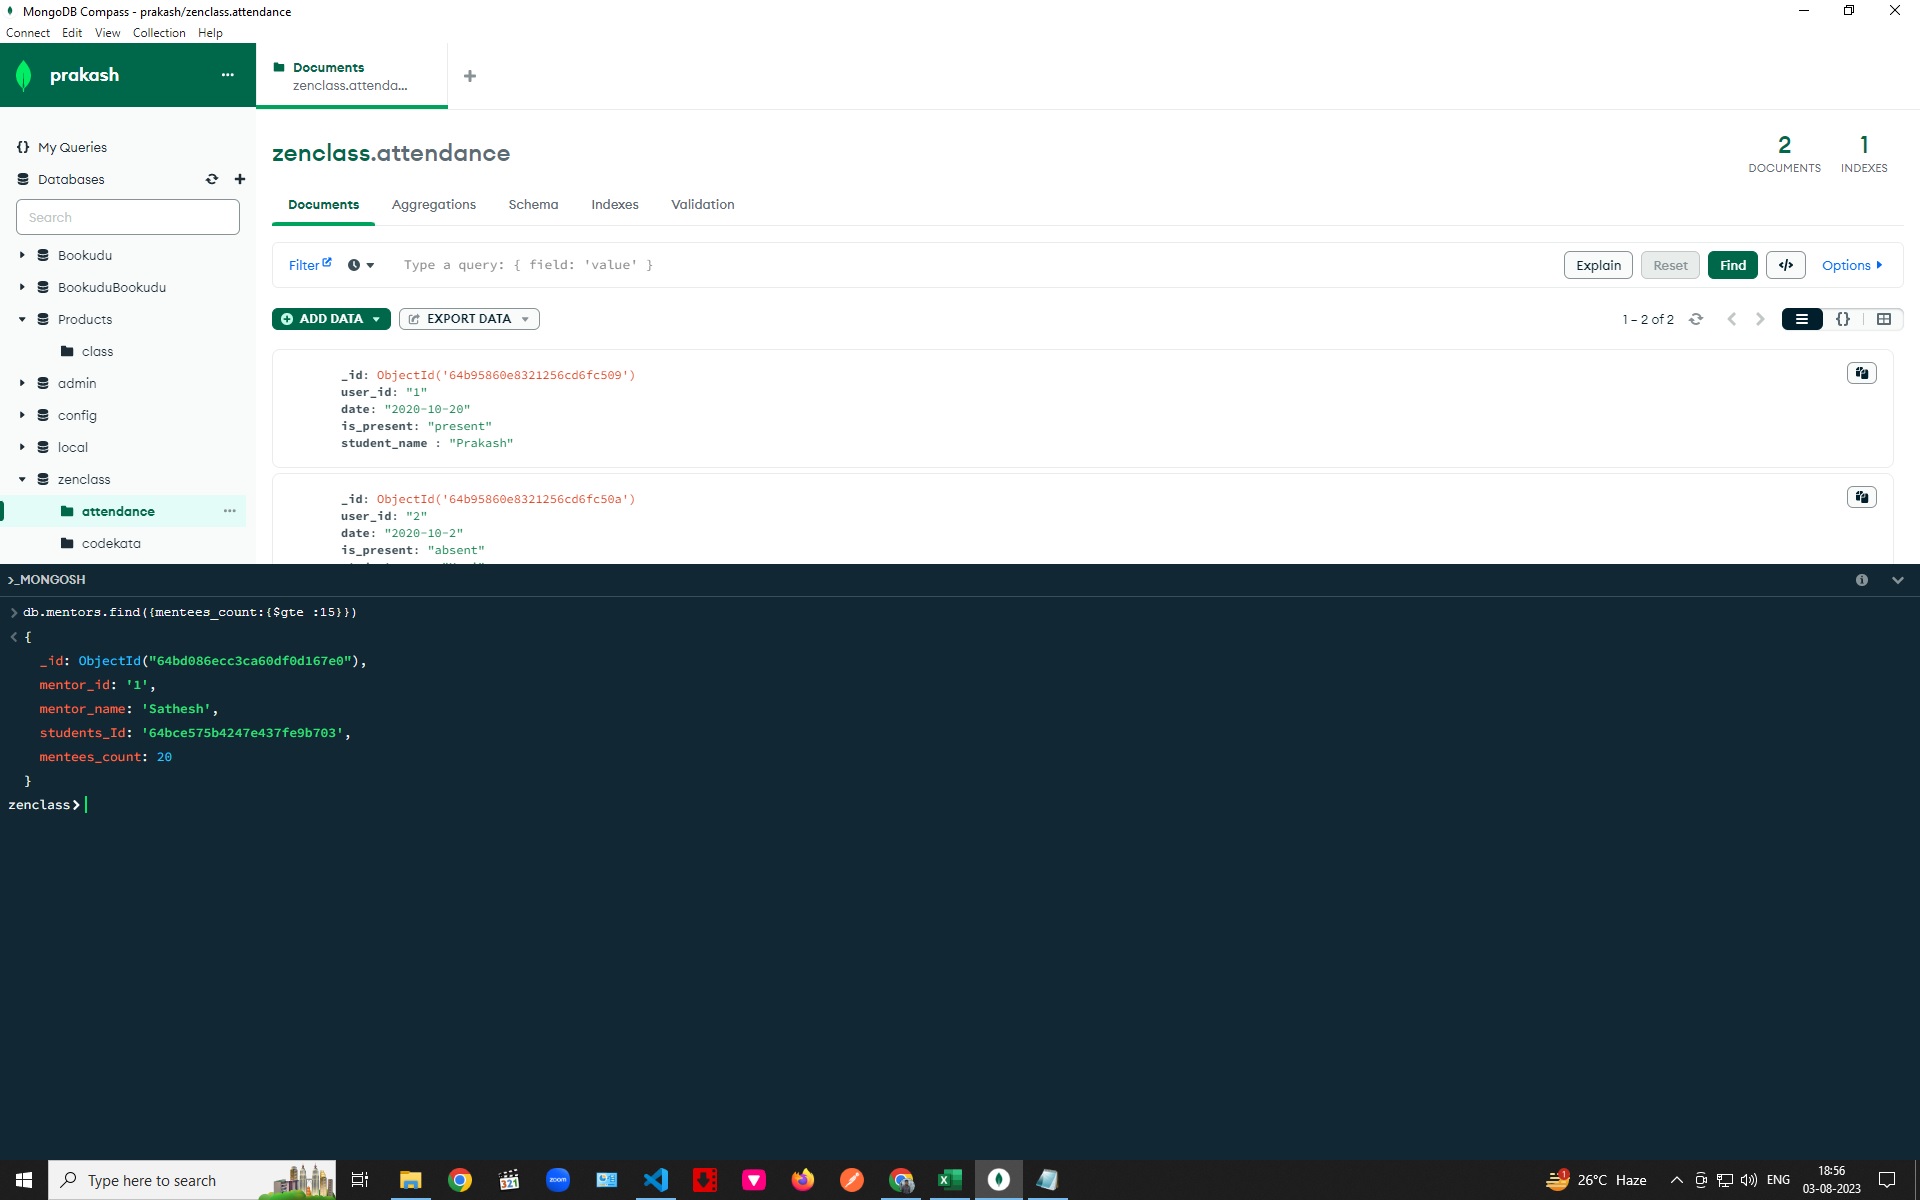 MongoDB Compass - prakash/zenclass.attendance
Connect Edit View Collection Help
prakash
Documents
zenclass.attenda...
My Queries
Databases
Search
Bookudu
BookuduBookudu
Products
class
admin
config
local
zenclass
attendance
codekata
zenclass.attendance
2
DOCUMENTS
1
INDEXES
Documents Aggregations Schema Indexes Validation
Filter Type a query: { field: 'value' } Explain Reset Find </> Options
ADD DATA EXPORT DATA 1 – 2 of 2 {}
_id: ObjectId('64b95860e8321256cd6fc509')
user_id: "1"
date: "2020-10-20"
is_present: "present"
student_name : "Prakash"
_id: ObjectId('64b95860e8321256cd6fc50a')
user_id: "2"
date: "2020-10-2"
is_present: "absent"
>_MONGOSH
> db.mentors.find({mentees_count:{$gte :15}})
< {
_id: ObjectId("64bd086ecc3ca60df0d167e0"),
mentor_id: '1',
mentor_name: 'Sathesh',
students_Id: '64bce575b4247e437fe9b703',
mentees_count: 20
}
zenclass>
Type here to search
321
zoom
1
26°C Haze
ENG
18:56
03-08-2023